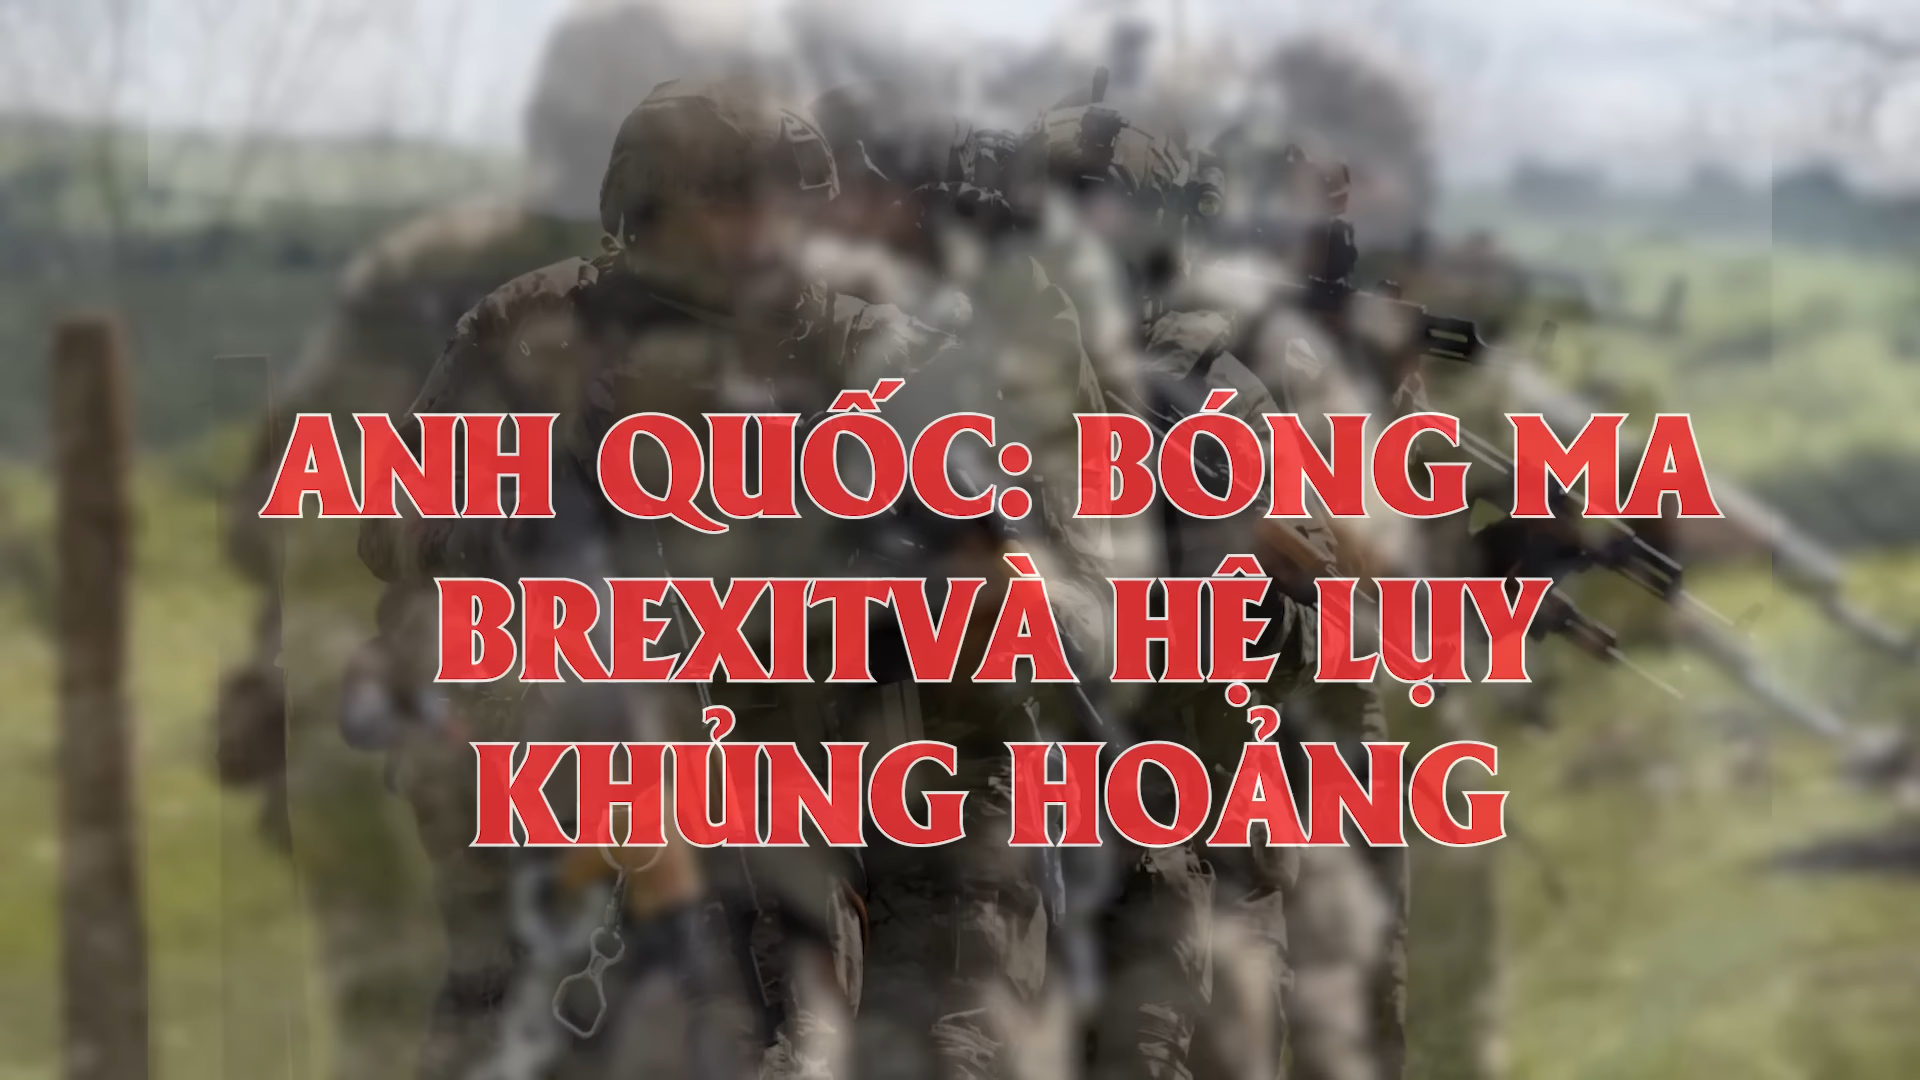 ANH QUỐC: BÓNG MA
BREXITVÀ HỆ LỤY
KHỦNG HOẢNG